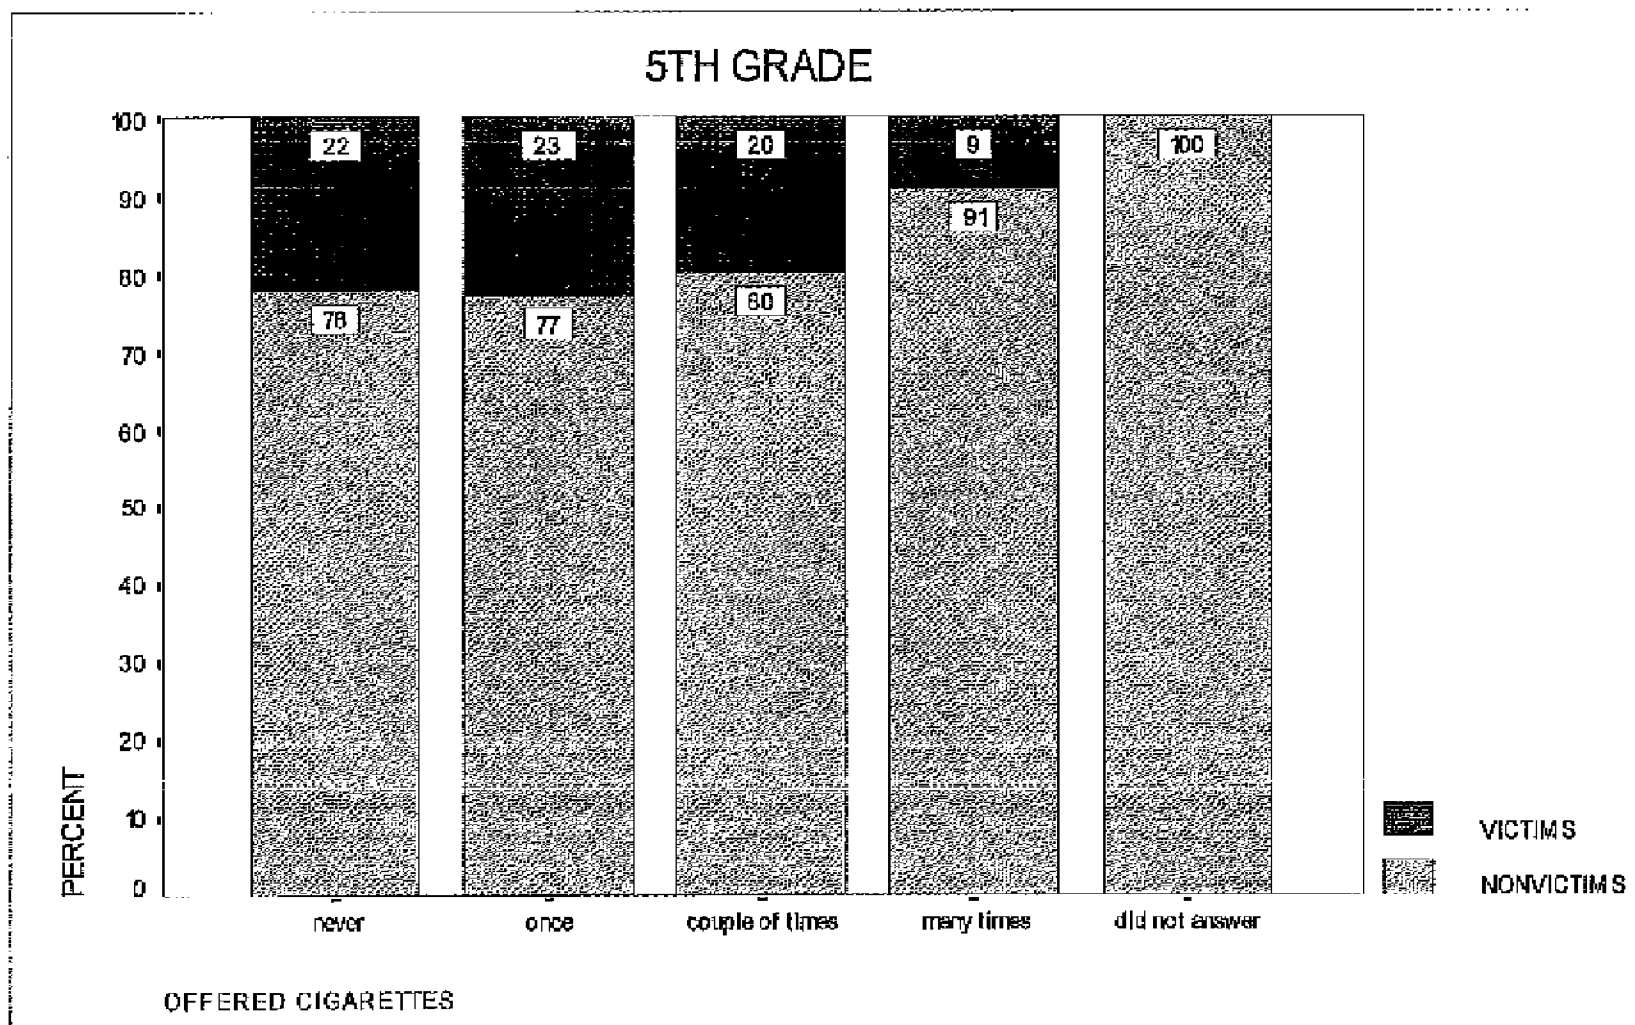 5TH GRADE
100
90
80
70
60
50
40
30
20
10
0
PERCENT
22
23
20
9
100
78
77
80
91
never
once
couple of times
many times
did not answer
OFFERED CIGARETTES
VICTIMS
NONVICTIMS